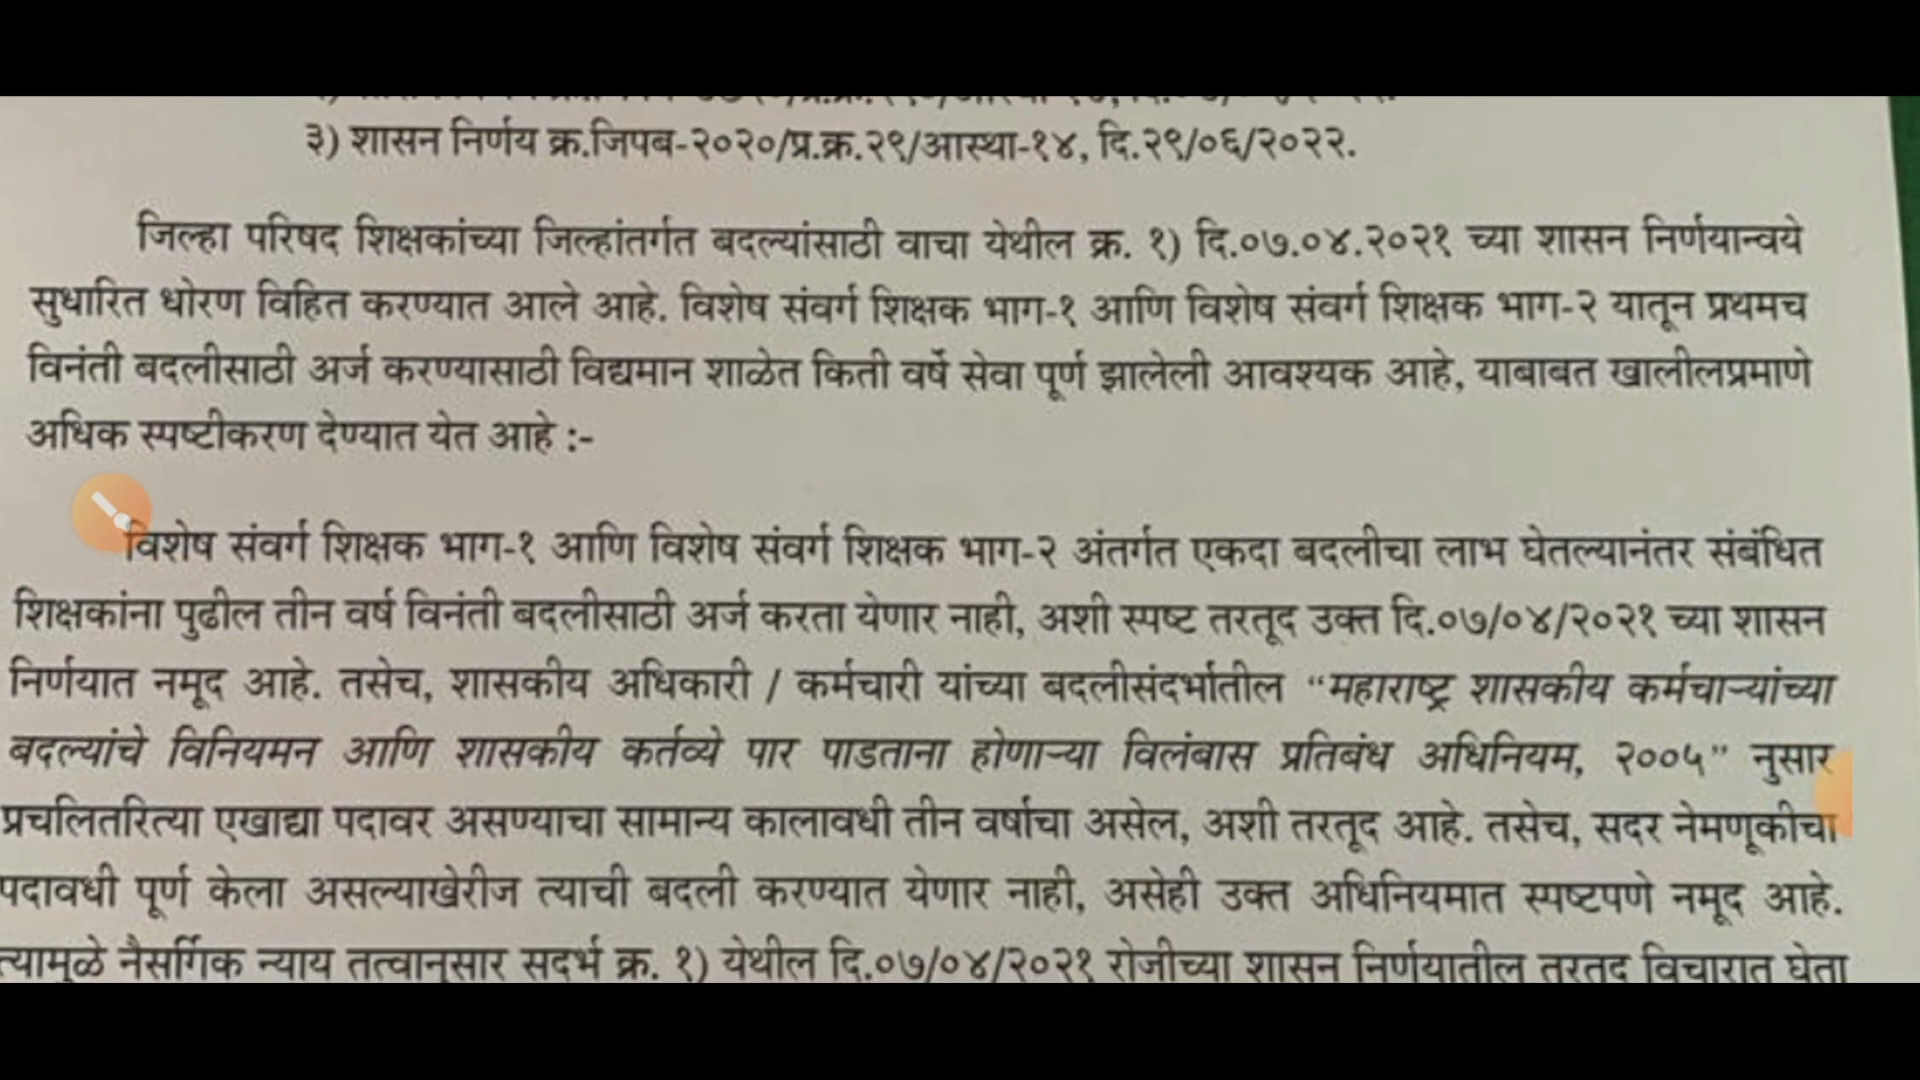 ३) शासन निर्णय क्र.जिपब-२०२०/प्र.क्र.२९/आस्था-१४, दि.२९/०६/२०२२.
जिल्हा परिषद शिक्षकांच्या जिल्हांतर्गत बदल्यांसाठी वाचा येथील क्र. १) दि.०७.०४.२०२१ च्या शासन निर्णयान्वये
सुधारित धोरण विहित करण्यात आले आहे. विशेष संवर्ग शिक्षक भाग-१ आणि विशेष संवर्ग शिक्षक भाग-२ यातून प्रथमच
विनंती बदलीसाठी अर्ज करण्यासाठी विद्यमान शाळेत किती वर्षे सेवा पूर्ण झालेली आवश्यक आहे, याबाबत खालीलप्रमाणे
अधिक स्पष्टीकरण देण्यात येत आहे :-
विशेष संवर्ग शिक्षक भाग-१ आणि विशेष संवर्ग शिक्षक भाग-२ अंतर्गत एकदा बदलीचा लाभ घेतल्यानंतर संबंधित
शिक्षकांना पुढील तीन वर्ष विनंती बदलीसाठी अर्ज करता येणार नाही, अशी स्पष्ट तरतूद उक्त दि.०७/०४/२०२१ च्या शासन
निर्णयात नमूद आहे. तसेच, शासकीय अधिकारी / कर्मचारी यांच्या बदलीसंदर्भातील “महाराष्ट्र शासकीय कर्मचाऱ्यांच्या
बदल्यांचे विनियमन आणि शासकीय कर्तव्ये पार पाडताना होणाऱ्या विलंबास प्रतिबंध अधिनियम, २००५” नुसार
प्रचलितरित्या एखाद्या पदावर असण्याचा सामान्य कालावधी तीन वर्षाचा असेल, अशी तरतूद आहे. तसेच, सदर नेमणूकीचा
पदावधी पूर्ण केला असल्याखेरीज त्याची बदली करण्यात येणार नाही, असेही उक्त अधिनियमात स्पष्टपणे नमूद आहे.
त्यामुळे नैसर्गिक न्याय तत्वानुसार सदर्भ क्र. १) येथील दि.०७/०४/२०२१ रोजीच्या शासन निर्णयातील तरतूद विचारात घेता